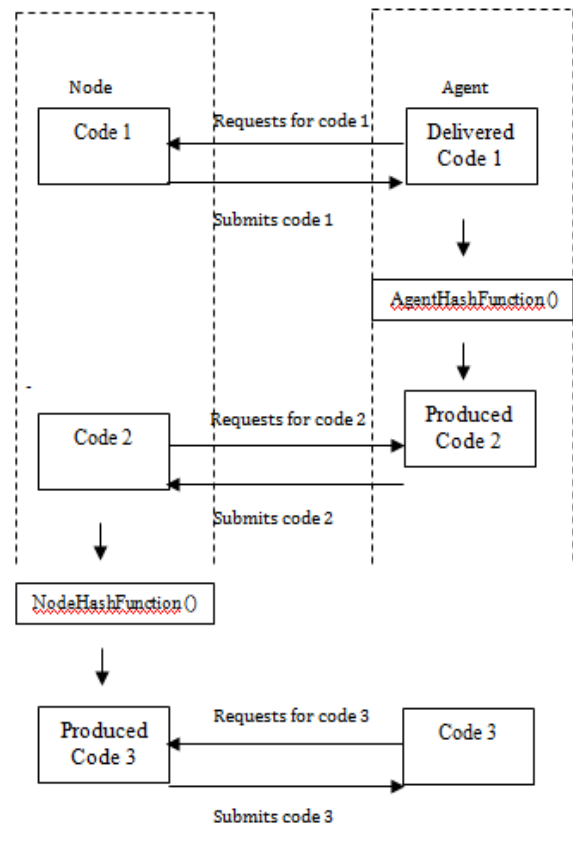 Node
Agent
Code 1
Requests for code 1
Delivered
Code 1
Submits code 1
AgentHashFunction()
Code 2
Requests for code 2
Produced
Code 2
Submits code 2
NodeHashFunction()
Produced
Code 3
Requests for code 3
Code 3
Submits code 3